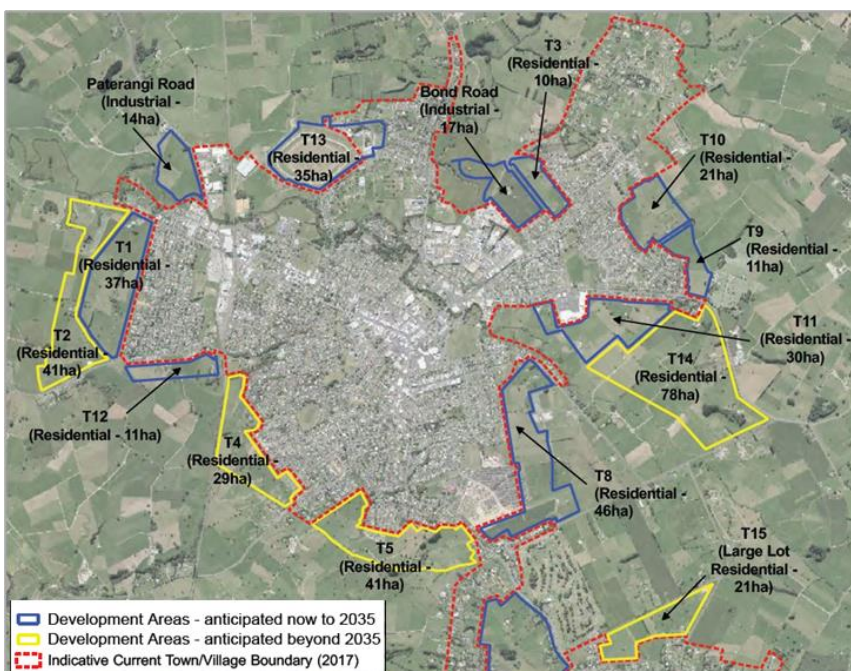 T3
(Residential -
10ha)
Paterangi Road
(Industrial -
14ha)
Bond Road
(Industrial -
17ha)
T13
(Residential -
35ha)
T10
(Residential -
21ha)
T9
(Residential -
11ha)
T1
(Residential -
37ha)
T2
(Residential -
41ha)
T11
(Residential -
30ha)
T14
(Residential -
78ha)
T12
(Residential - 11ha)
T4
(Residential -
29ha)
T8
(Residential -
46ha)
T5
(Residential -
41ha)
T15
(Large Lot
Residential -
21ha)
Development Areas - anticipated now to 2035
Development Areas - anticipated beyond 2035
Indicative Current Town/Village Boundary (2017)